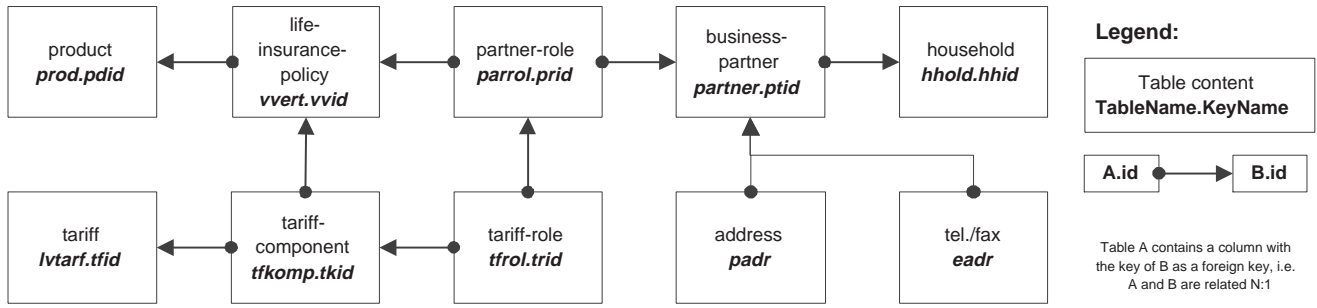 product
prod.pdid
life-
insurance-
policy
vvert.vvid
partner-role
parrol.prid
business-
partner
partner.ptid
household
hhold.hhid
tariff
lvtarf.tfid
tariff-
component
tfkomp.tkid
tariff-role
tfrol.trid
address
padr
tel./fax
eadr
Legend:
Table content
TableName.KeyName
A.id
B.id
Table A contains a column with
the key of B as a foreign key, i.e.
A and B are related N:1